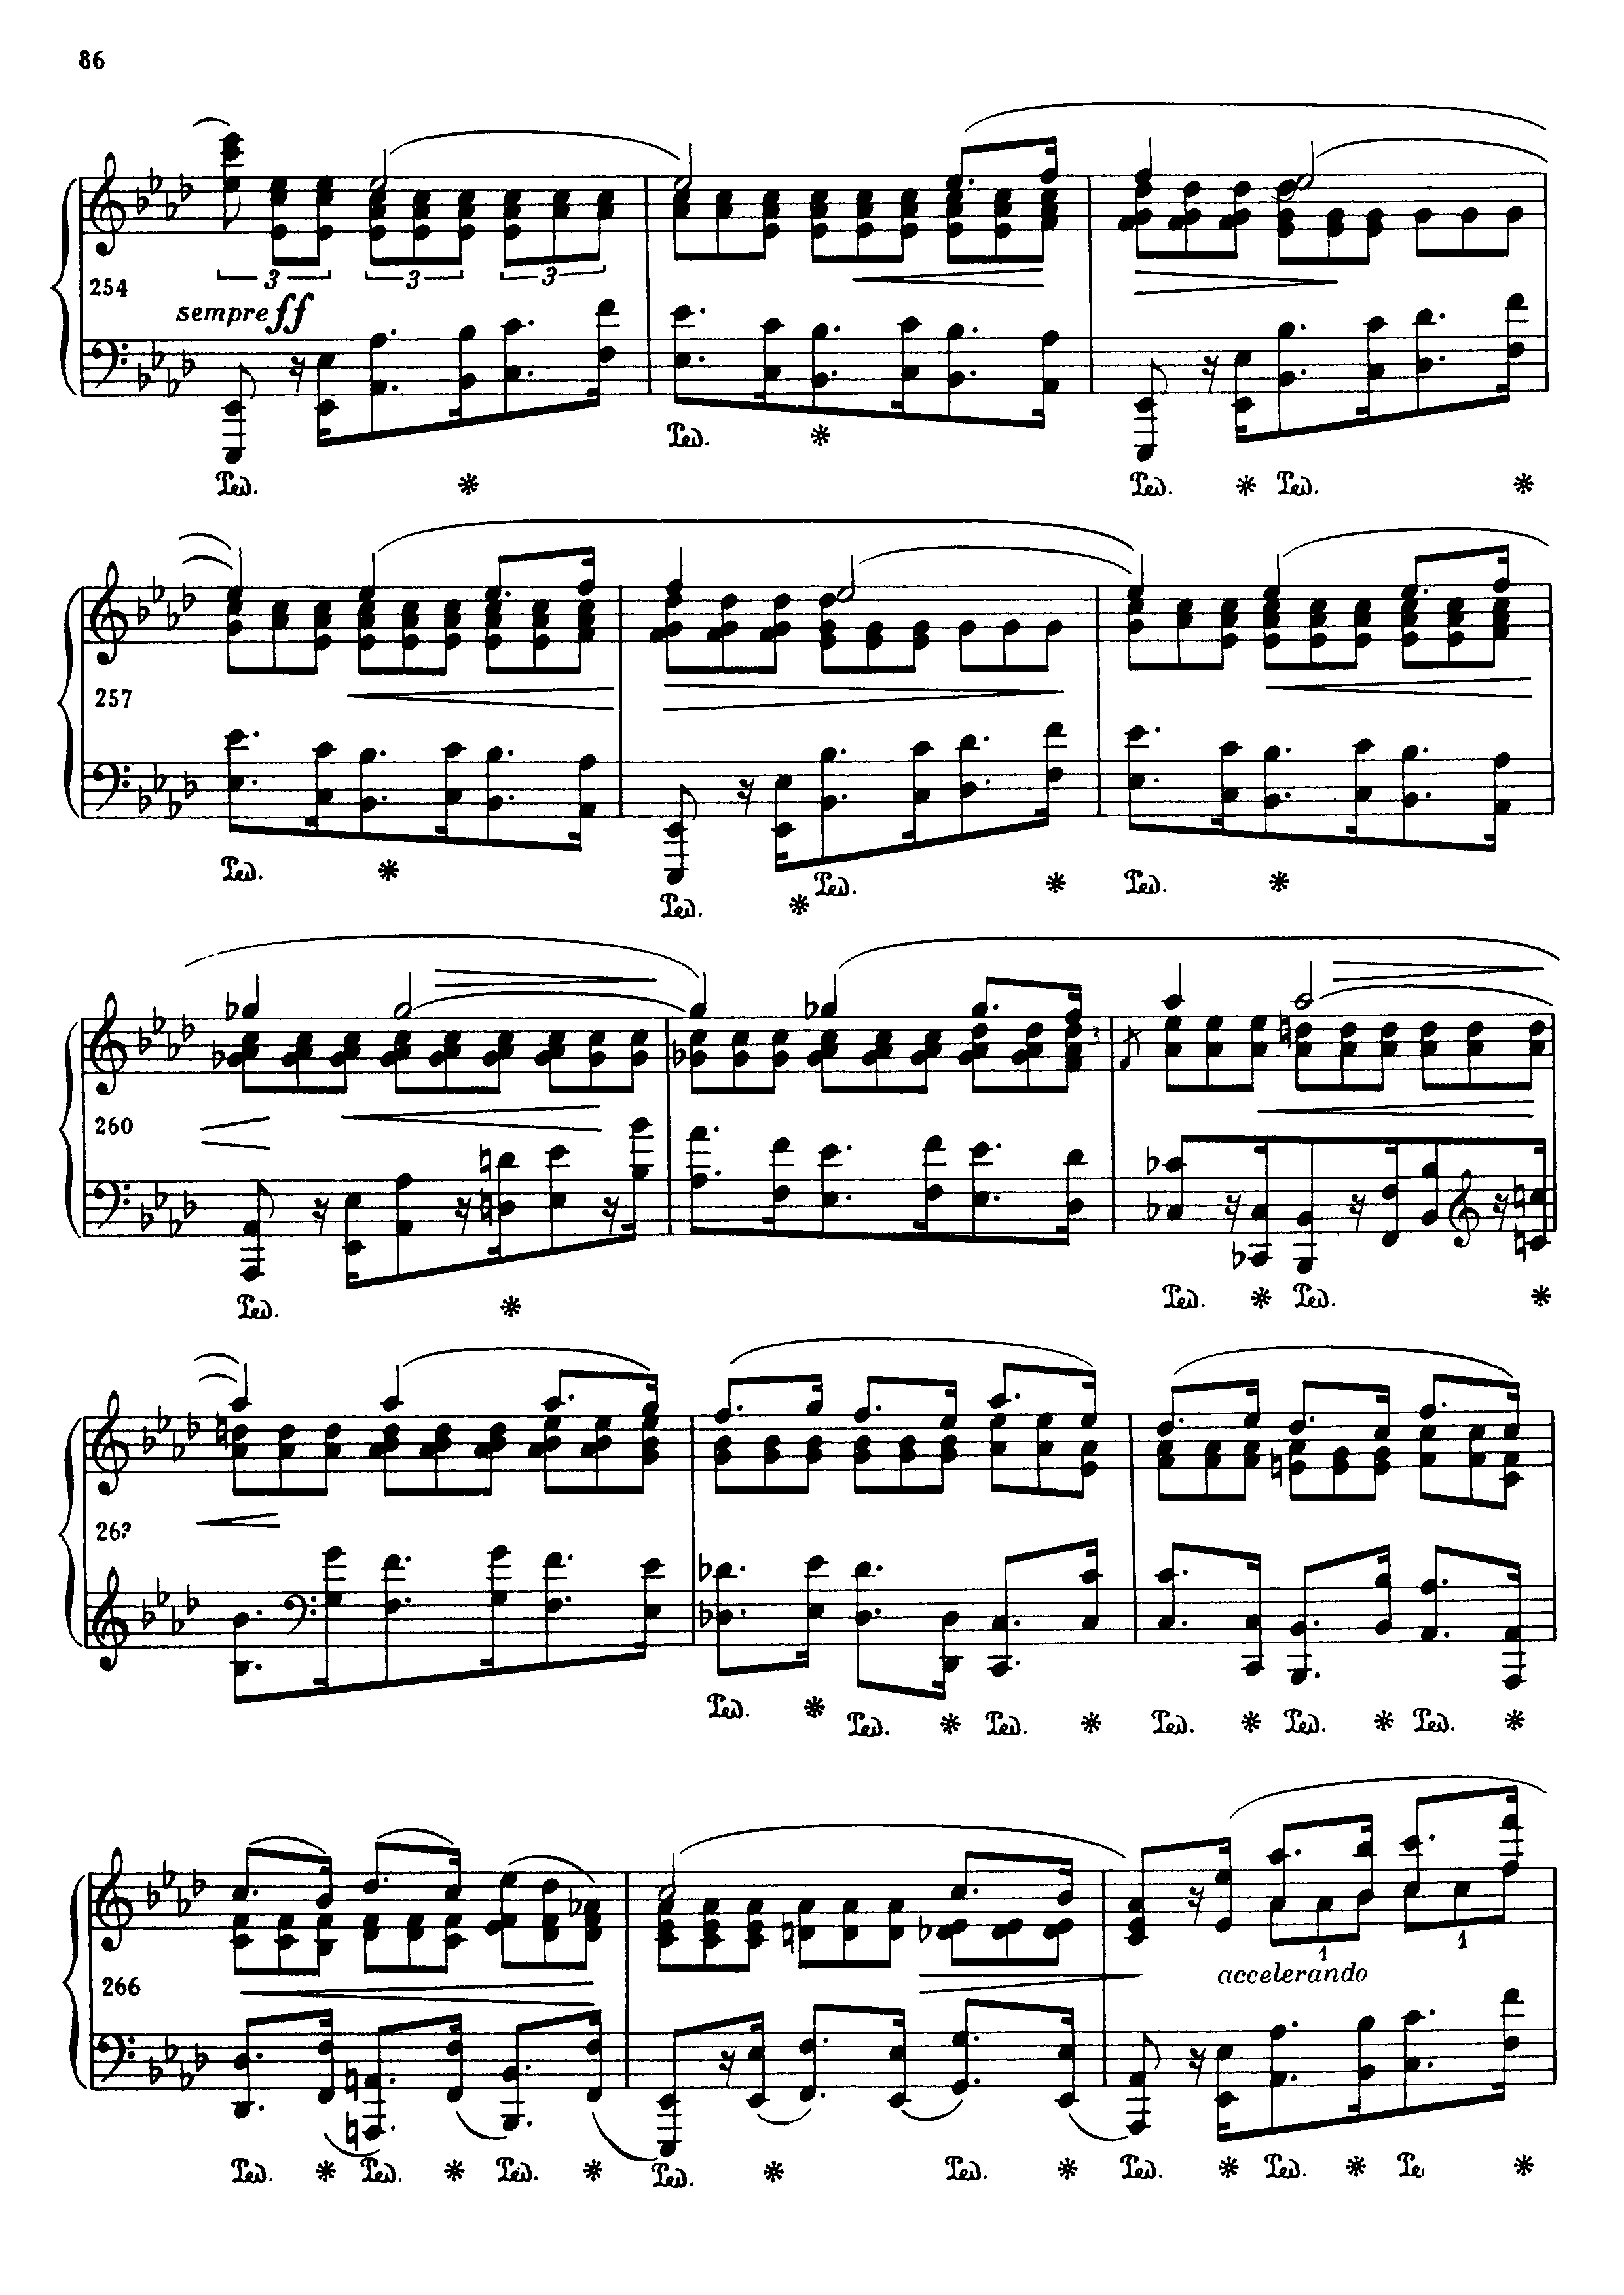 86
3 3 3
254
sempre ff
Ped. * Ped. * Ped. * Ped. *
257
Ped. * Ped. * Ped. * Ped. *
260
Ped. * Ped. * Ped. *
26?
Ped. * Ped. * Ped. * Ped. * Ped. * Ped. *
1 1
266
accelerando
Ped. * Ped. * Ped. * Ped. * Ped. * Ped. * Ped. * Pe *